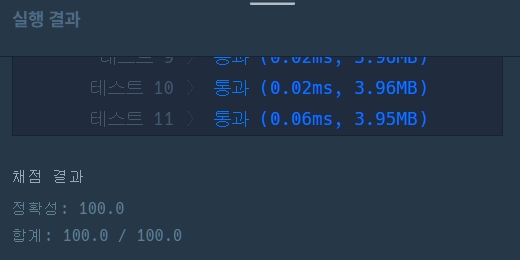 실행 결과
테스트 9 〉 통과 (0.02ms, 3.96MB)
테스트 10 〉 통과 (0.02ms, 3.96MB)
테스트 11 〉 통과 (0.06ms, 3.95MB)
채점 결과
정확성: 100.0
합계: 100.0 / 100.0